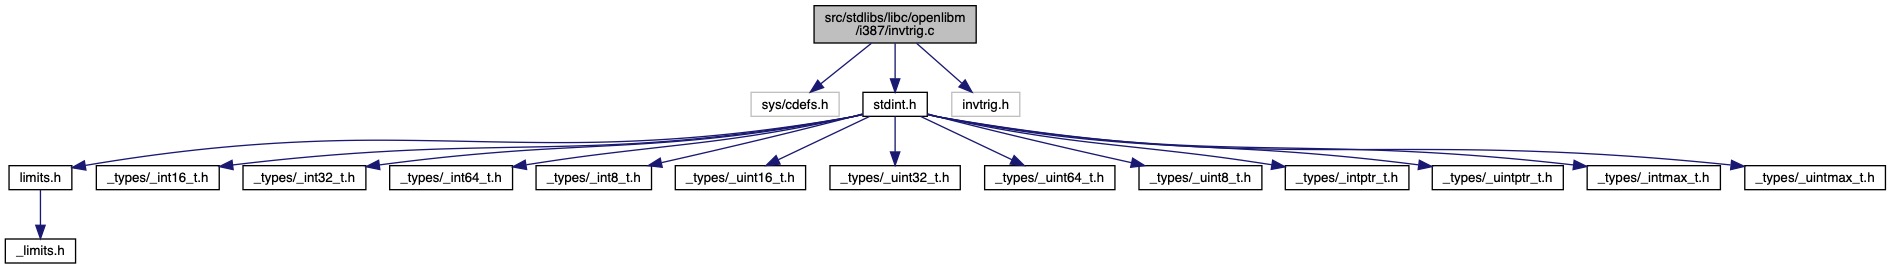 src/stdlibs/libc/openlibm
/i387/invtrig.c
sys/cdefs.h
stdint.h
invtrig.h
limits.h
_types/_int16_t.h
_types/_int32_t.h
_types/_int64_t.h
_types/_int8_t.h
_types/_uint16_t.h
_types/_uint32_t.h
_types/_uint64_t.h
_types/_uint8_t.h
_types/_intptr_t.h
_types/_uintptr_t.h
_types/_intmax_t.h
_types/_uintmax_t.h
_limits.h